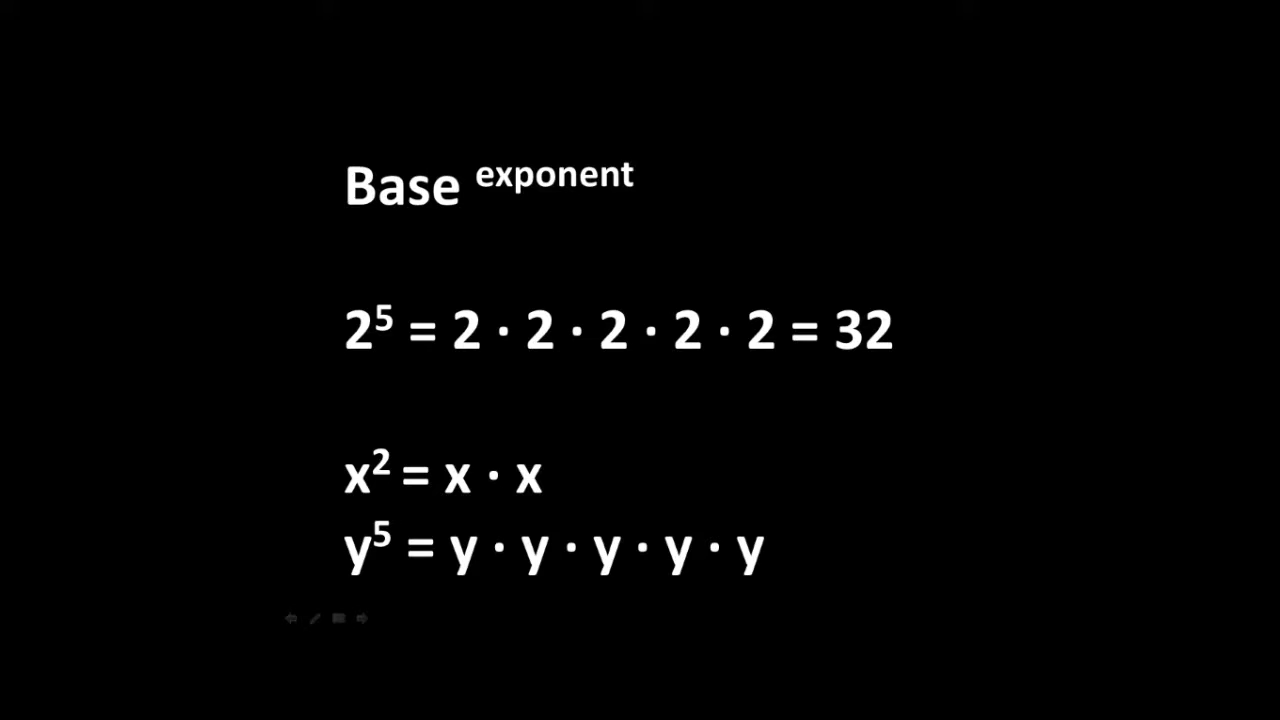 Base ᵉˣᵖᵒⁿᵉⁿᵗ
2⁵ = 2 · 2 · 2 · 2 · 2 = 32
x² = x · x
y⁵ = y · y · y · y · y